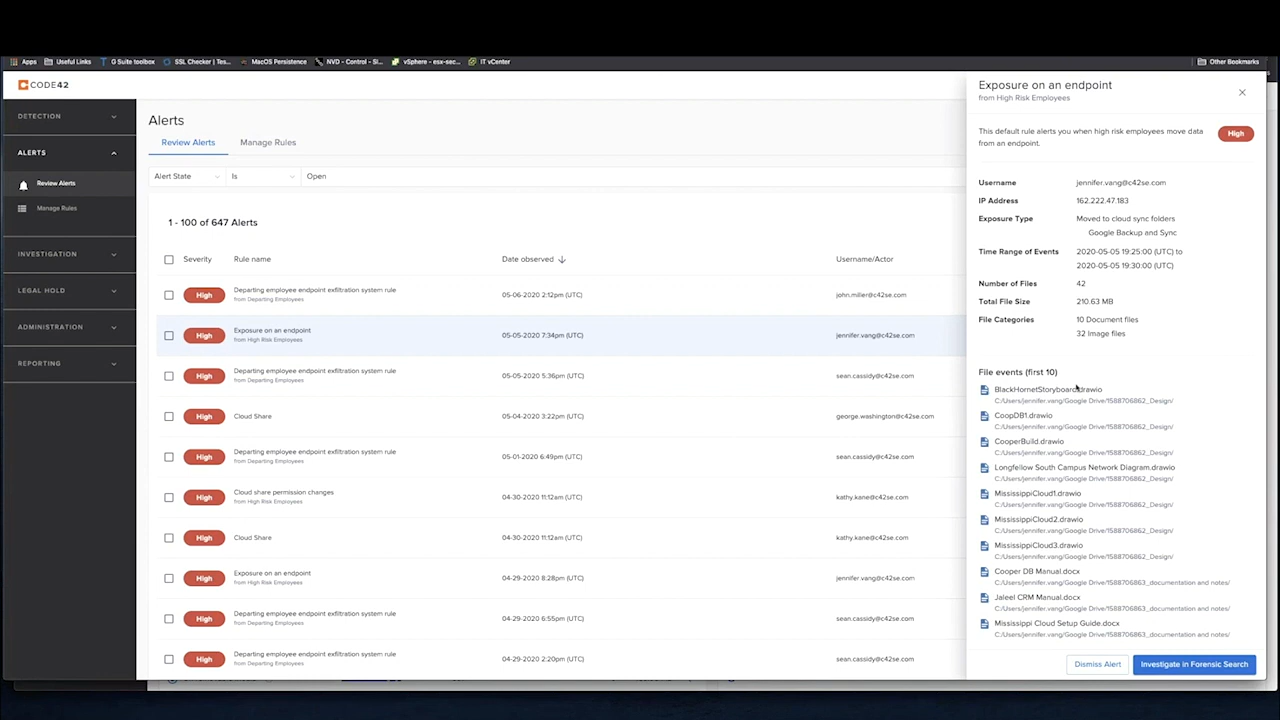 Apps Useful Links G Suite toolbox SSL Checker | Tes... MacOS Persistence NVD - Control - Si... vSphere - esx-sec... IT vCenter Other Bookmarks
CODE42
DETECTION
ALERTS
Review Alerts
Manage Rules
INVESTIGATION
LEGAL HOLD
ADMINISTRATION
REPORTING
Alerts
Review Alerts Manage Rules
Alert State Is Open
1 - 100 of 647 Alerts
Severity Rule name Date observed Username/Actor
High Departing employee endpoint exfiltration system rule 05-06-2020 2:12pm (UTC) john.miller@c42se.com
from Departing Employees
High Exposure on an endpoint 05-05-2020 7:34pm (UTC) jennifer.vang@c42se.com
from High Risk Employees
High Departing employee endpoint exfiltration system rule 05-05-2020 5:36pm (UTC) sean.cassidy@c42se.com
from Departing Employees
High Cloud Share 05-04-2020 3:22pm (UTC) george.washington@c42se.com
High Departing employee endpoint exfiltration system rule 05-01-2020 6:49pm (UTC) sean.cassidy@c42se.com
from Departing Employees
High Cloud share permission changes 04-30-2020 11:12am (UTC) kathy.kane@c42se.com
from High Risk Employees
High Cloud Share 04-30-2020 11:12am (UTC) kathy.kane@c42se.com
High Exposure on an endpoint 04-29-2020 8:28pm (UTC) jennifer.vang@c42se.com
from High Risk Employees
High Departing employee endpoint exfiltration system rule 04-29-2020 6:55pm (UTC) sean.cassidy@c42se.com
from Departing Employees
High Departing employee endpoint exfiltration system rule 04-29-2020 2:20pm (UTC) sean.cassidy@c42se.com
from Departing Employees
Exposure on an endpoint
from High Risk Employees
This default rule alerts you when high risk employees move data
from an endpoint.
High
Username jennifer.vang@c42se.com
IP Address 162.222.47.183
Exposure Type Moved to cloud sync folders
Google Backup and Sync
Time Range of Events 2020-05-05 19:25:00 (UTC) to
2020-05-05 19:30:00 (UTC)
Number of Files 42
Total File Size 210.63 MB
File Categories 10 Document files
32 Image files
File events (first 10)
BlackHornetStoryboard.drawio
C:/Users/jennifer.vang/Google Drive/1588706862_Design/
CoopDB1.drawio
C:/Users/jennifer.vang/Google Drive/1588706862_Design/
CooperBuild.drawio
C:/Users/jennifer.vang/Google Drive/1588706862_Design/
Longfellow South Campus Network Diagram.drawio
C:/Users/jennifer.vang/Google Drive/1588706862_Design/
MississippiCloud1.drawio
C:/Users/jennifer.vang/Google Drive/1588706862_Design/
MississippiCloud2.drawio
C:/Users/jennifer.vang/Google Drive/1588706862_Design/
MississippiCloud3.drawio
C:/Users/jennifer.vang/Google Drive/1588706862_Design/
Cooper DB Manual.docx
C:/Users/jennifer.vang/Google Drive/1588706863_documentation and notes/
Jaleel CRM Manual.docx
C:/Users/jennifer.vang/Google Drive/1588706863_documentation and notes/
Mississippi Cloud Setup Guide.docx
C:/Users/jennifer.vang/Google Drive/1588706863_documentation and notes/
Dismiss Alert Investigate in Forensic Search